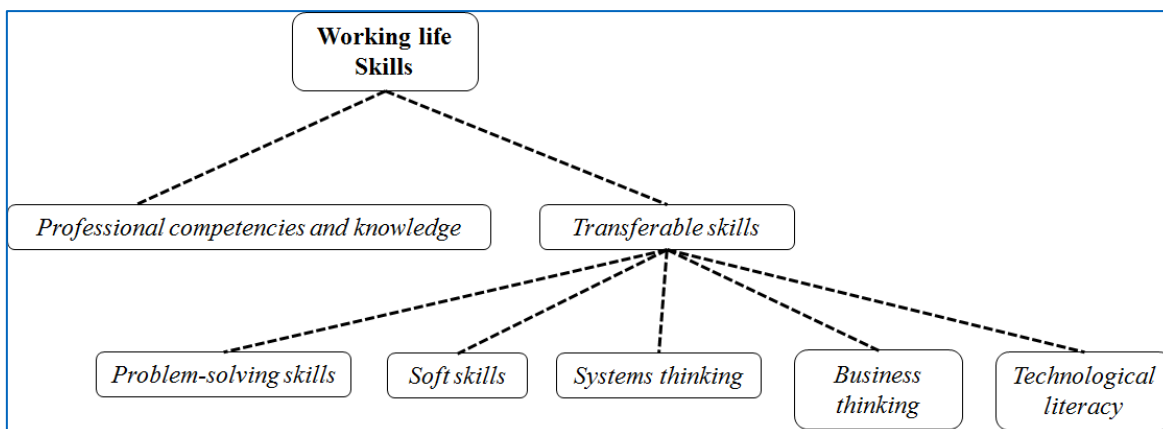 Working life
Skills
Professional competencies and knowledge
Transferable skills
Problem-solving skills
Soft skills
Systems thinking
Business
thinking
Technological
literacy